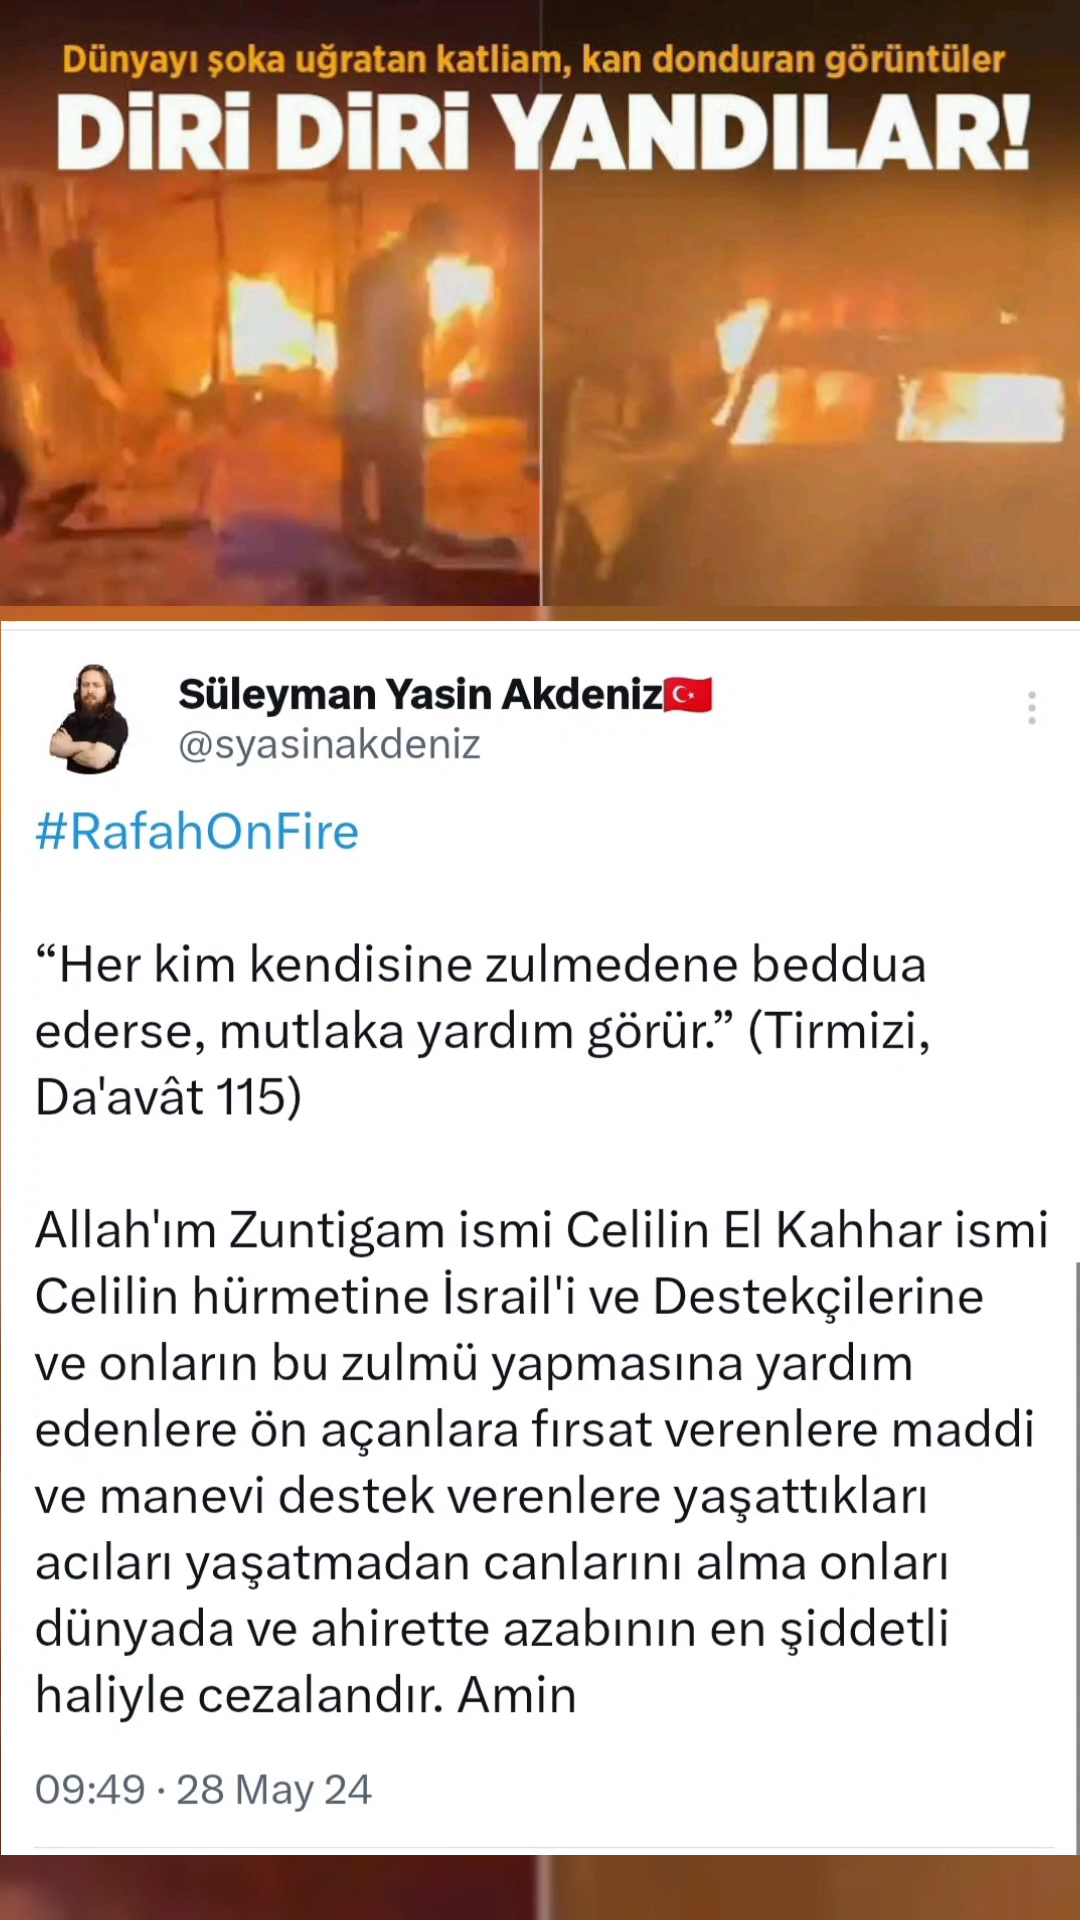 Dünyayı şoka uğratan katliam, kan donduran görüntüler
DİRİ DİRİ YANDILAR!
Süleyman Yasin Akdeniz🇹🇷
@syasinakdeniz
#RafahOnFire
“Her kim kendisine zulmedene beddua
ederse, mutlaka yardım görür.” (Tirmizi,
Da'avât 115)
Allah'ım Zuntigam ismi Celilin El Kahhar ismi
Celilin hürmetine İsrail'i ve Destekçilerine
ve onların bu zulmü yapmasına yardım
edenlere ön açanlara fırsat verenlere maddi
ve manevi destek verenlere yaşattıkları
acıları yaşatmadan canlarını alma onları
dünyada ve ahirette azabının en şiddetli
haliyle cezalandır. Amin
09:49 · 28 May 24